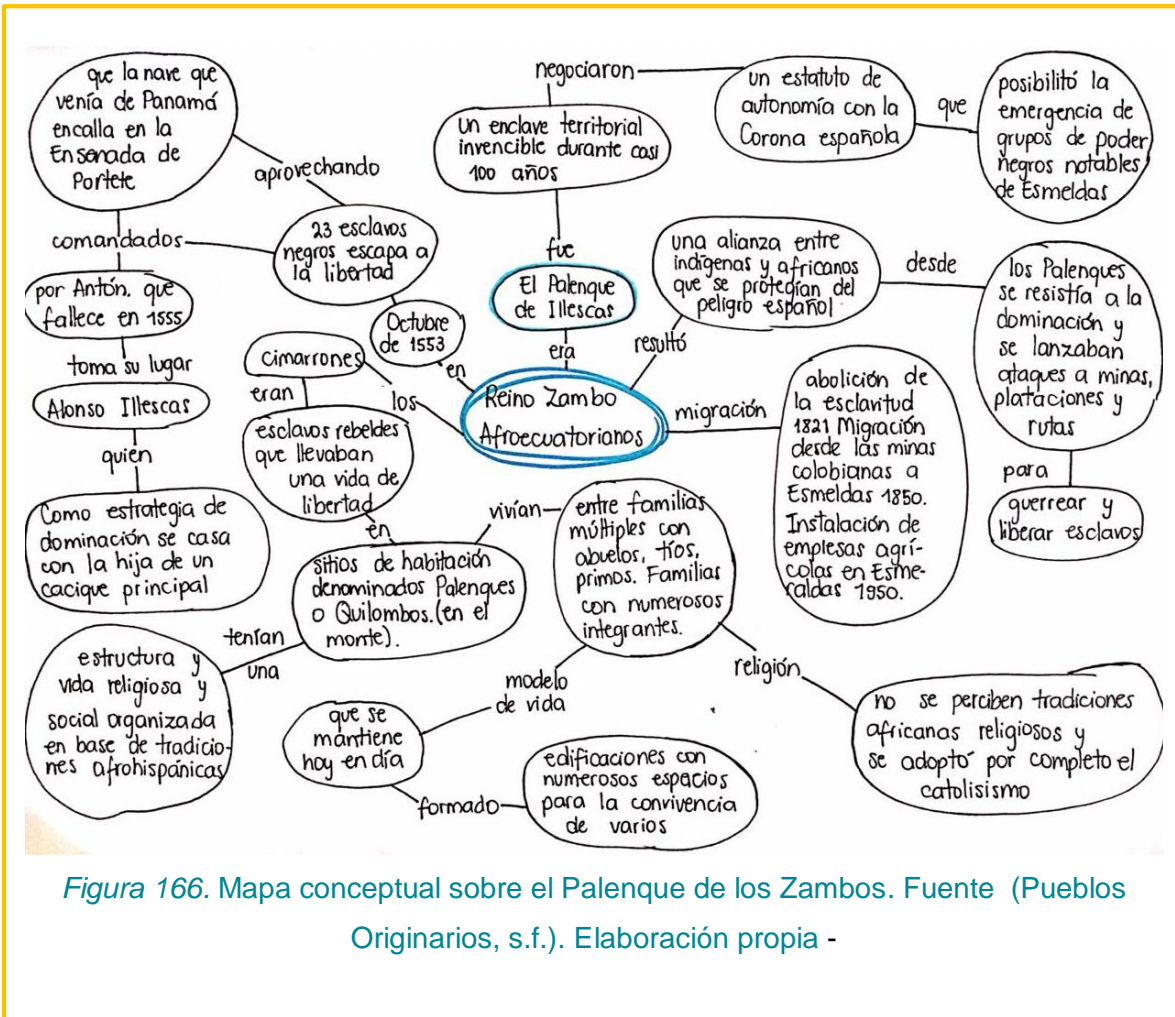 que la nave que
venía de Panamá
encalla en la
Ensenada de
Portete
aprovechando
comandados
23 esclavos
negros escapa a
la libertad
por Antón, que
fallece en 1555
toma su lugar
Alonso Illescas
quien
Como estrategia de
dominación se casa
con la hija de un
cacique principal
Octubre
de 1553
en
negociaron
un estatuto de
autonomía con la
Corona española
que
posibilitó la
emergencia de
grupos de poder
negros notables
de Esmeldas
un enclave territorial
invencible durante casi
100 años
fue
El Palenque
de Illescas
era
Reino Zambo
Afroecuatorianos
resultó
una alianza entre
indígenas y africanos
que se protegían del
peligro español
desde
los Palenques
se resistía a la
dominación y
se lanzaban
ataques a minas,
plataciones y
rutas
para
guerrear y
liberar esclavos
migración
abolición de
la esclavitud
1821 Migración
desde las minas
colobianas a
Esmeldas 1850.
Instalación de
empresas agrí-
colas en Esme-
raldas 1950.
los
Cimarrones
eran
esclavos rebeldes
que llevaban
una vida de
libertad
en
sitios de habitación
denominados Palenques
o Quilombos.(en el
monte).
tenían
una
estructura y
vida religiosa y
social organizada
en base de tradicio-
nes afrohispánicas
vivían
entre familias
múltiples con
abuelos, tíos,
primos. Familias
con numerosos
integrantes.
modelo
de vida
que se
mantiene
hoy en día
formado
edificaciones con
numerosos espacios
para la convivencia
de varios
religión
no se perciben tradiciones
africanas religiosos y
se adoptó por completo el
catolisismo
Figura 166. Mapa conceptual sobre el Palenque de los Zambos. Fuente (Pueblos
Originarios, s.f.). Elaboración propia -